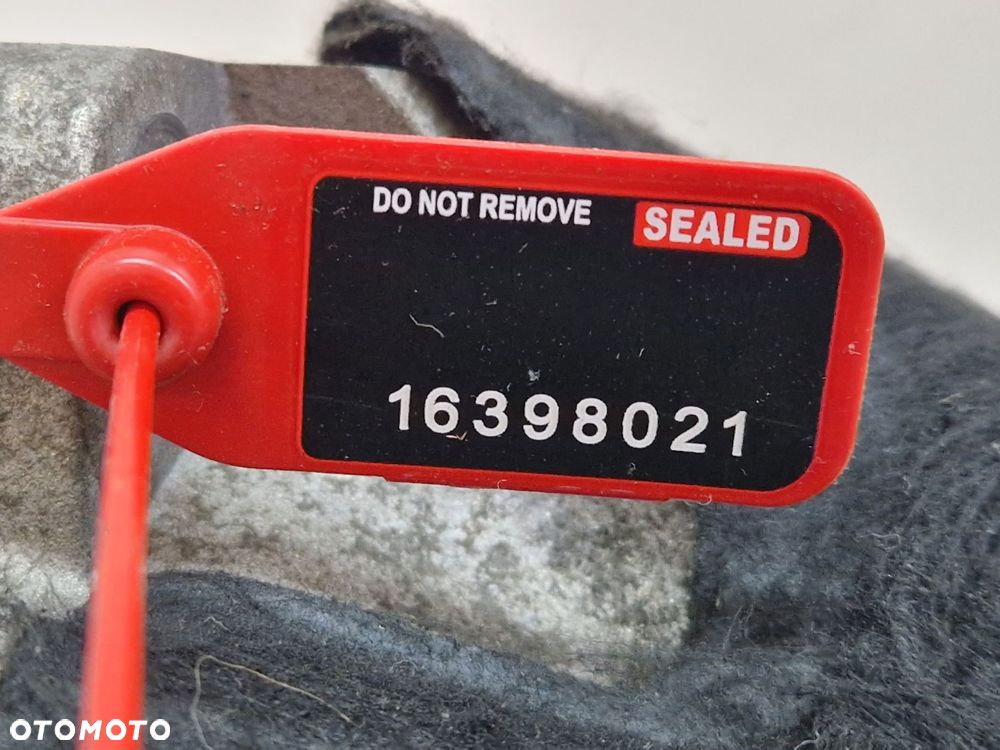 DO NOT REMOVE
SEALED
16398021
OTOMOTO